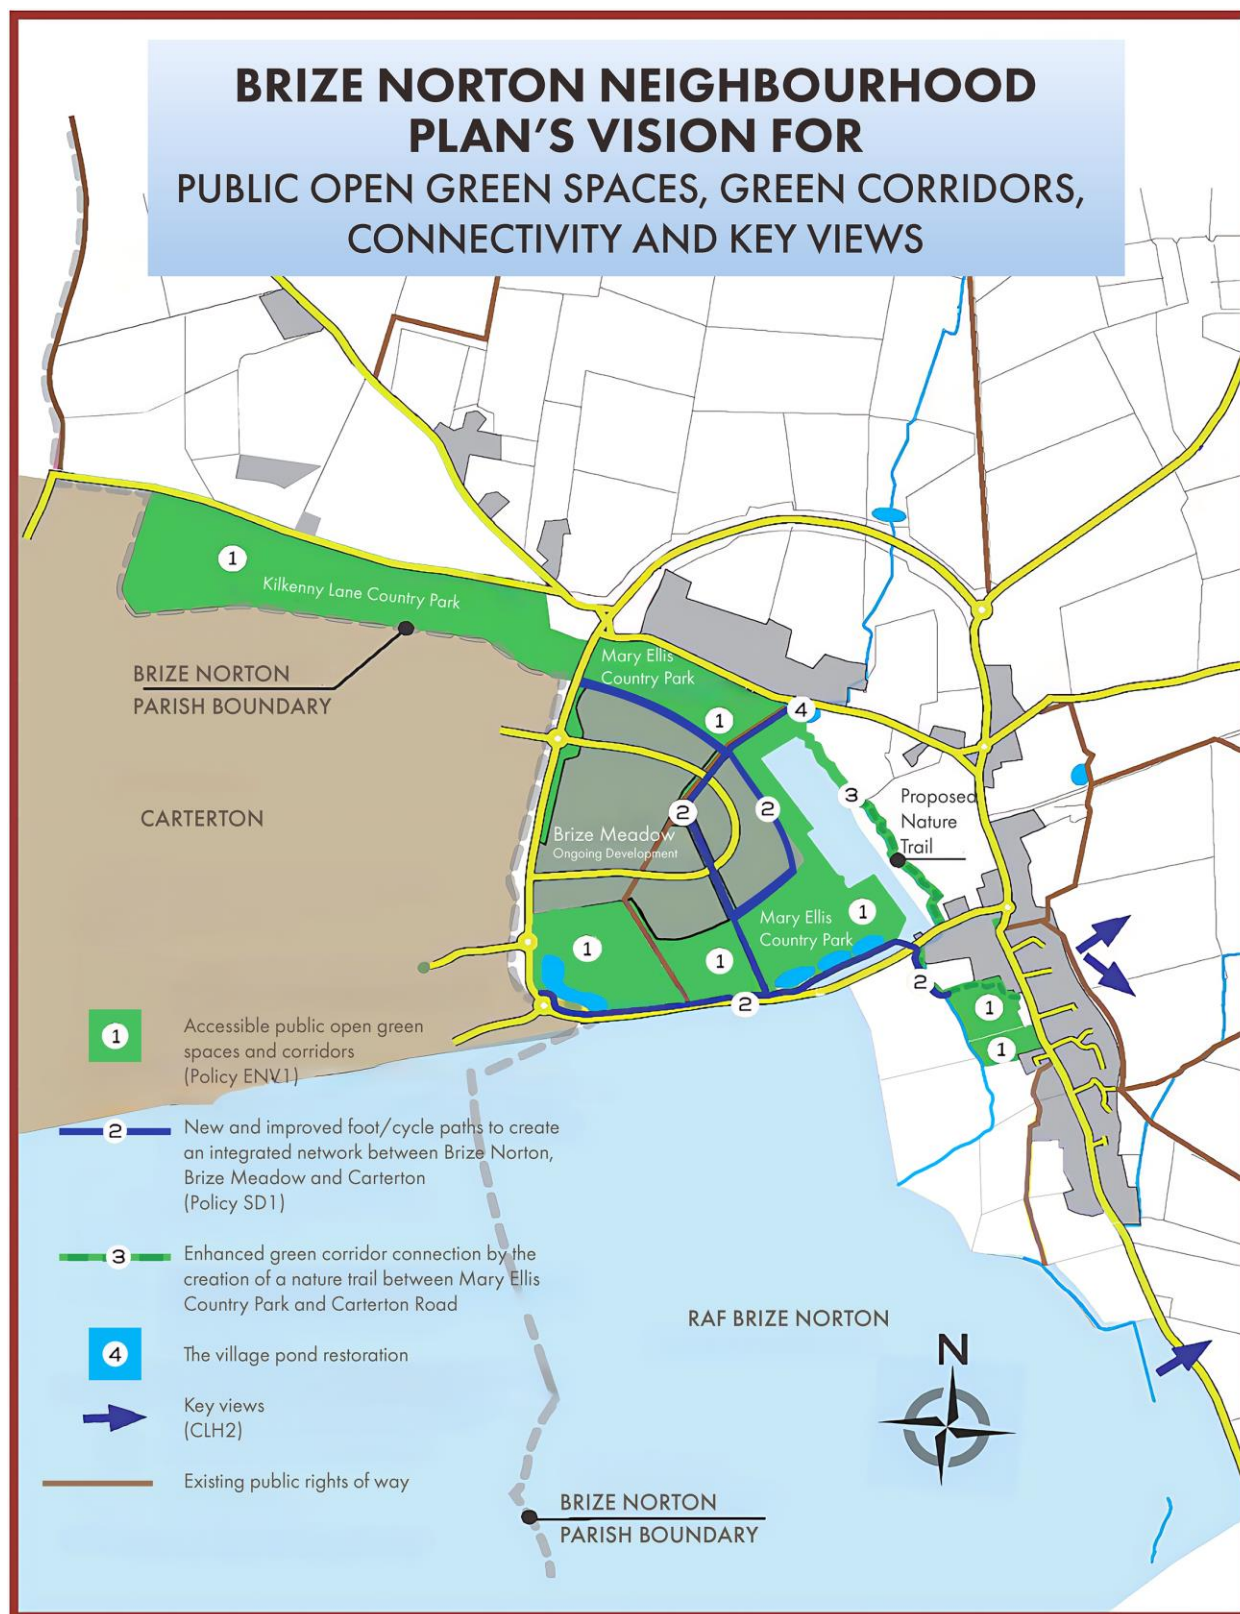 BRIZE NORTON NEIGHBOURHOOD
PLAN'S VISION FOR
PUBLIC OPEN GREEN SPACES, GREEN CORRIDORS,
CONNECTIVITY AND KEY VIEWS
1
Kilkenny Lane Country Park
BRIZE NORTON
PARISH BOUNDARY
Mary Ellis
Country Park
1
4
CARTERTON
2
2
3
Proposed
Nature
Trail
Brize Meadow
Ongoing Development
Mary Ellis
Country Park
1
1
1
2
2
1
1
1
Accessible public open green
spaces and corridors
(Policy ENV1)
2
New and improved foot/cycle paths to create
an integrated network between Brize Norton,
Brize Meadow and Carterton
(Policy SD1)
3
Enhanced green corridor connection by the
creation of a nature trail between Mary Ellis
Country Park and Carterton Road
4
The village pond restoration
Key views
(CLH2)
Existing public rights of way
RAF BRIZE NORTON
N
BRIZE NORTON
PARISH BOUNDARY